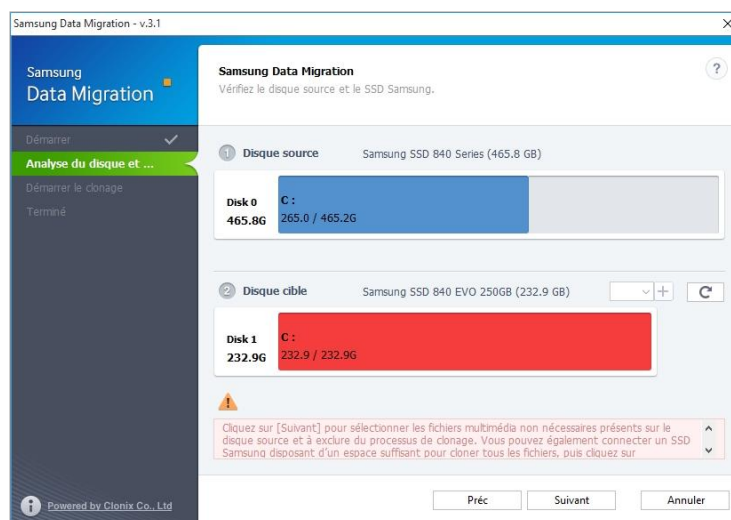 Samsung Data Migration - v.3.1
Samsung
Data Migration
Samsung Data Migration
Vérifiez le disque source et le SSD Samsung.
?
Démarrer
Analyse du disque et ...
Démarrer le clonage
Terminé
1 Disque source Samsung SSD 840 Series (465.8 GB)
Disk 0
465.8G
C :
265.0 / 465.2G
2 Disque cible Samsung SSD 840 EVO 250GB (232.9 GB)
Disk 1
232.9G
C :
232.9 / 232.9G
Cliquez sur [Suivant] pour sélectionner les fichiers multimédia non nécessaires présents sur le
disque source et à exclure du processus de clonage. Vous pouvez également connecter un SSD
Samsung disposant d'un espace suffisant pour cloner tous les fichiers, puis cliquez sur
Powered by Clonix Co., Ltd
Préc Suivant Annuler